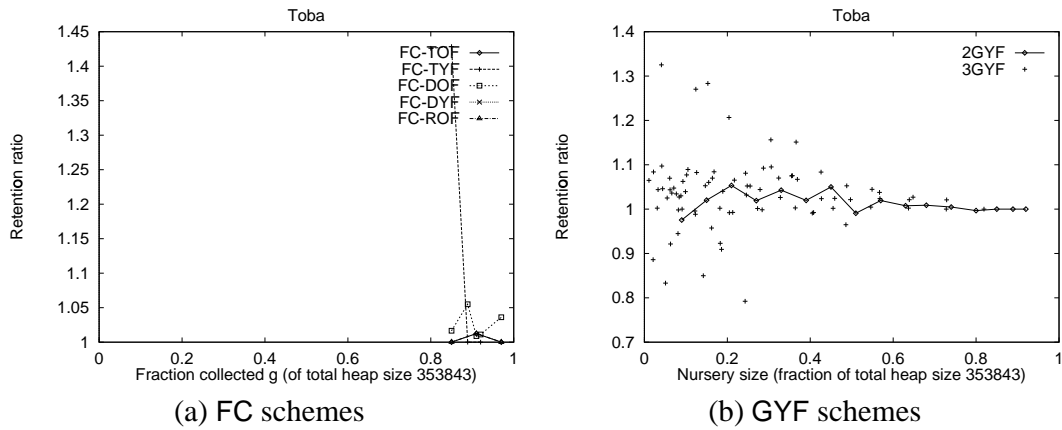 Toba
1.45
1.4
1.35
1.3
1.25
1.2
1.15
1.1
1.05
1
Retention ratio
FC-TOF
FC-TYF
FC-DOF
FC-DYF
FC-ROF
0 0.2 0.4 0.6 0.8 1
Fraction collected g (of total heap size 353843)
(a) FC schemes
Toba
1.4
1.3
1.2
1.1
1
0.9
0.8
0.7
Retention ratio
2GYF
3GYF
0 0.2 0.4 0.6 0.8 1
Nursery size (fraction of total heap size 353843)
(b) GYF schemes